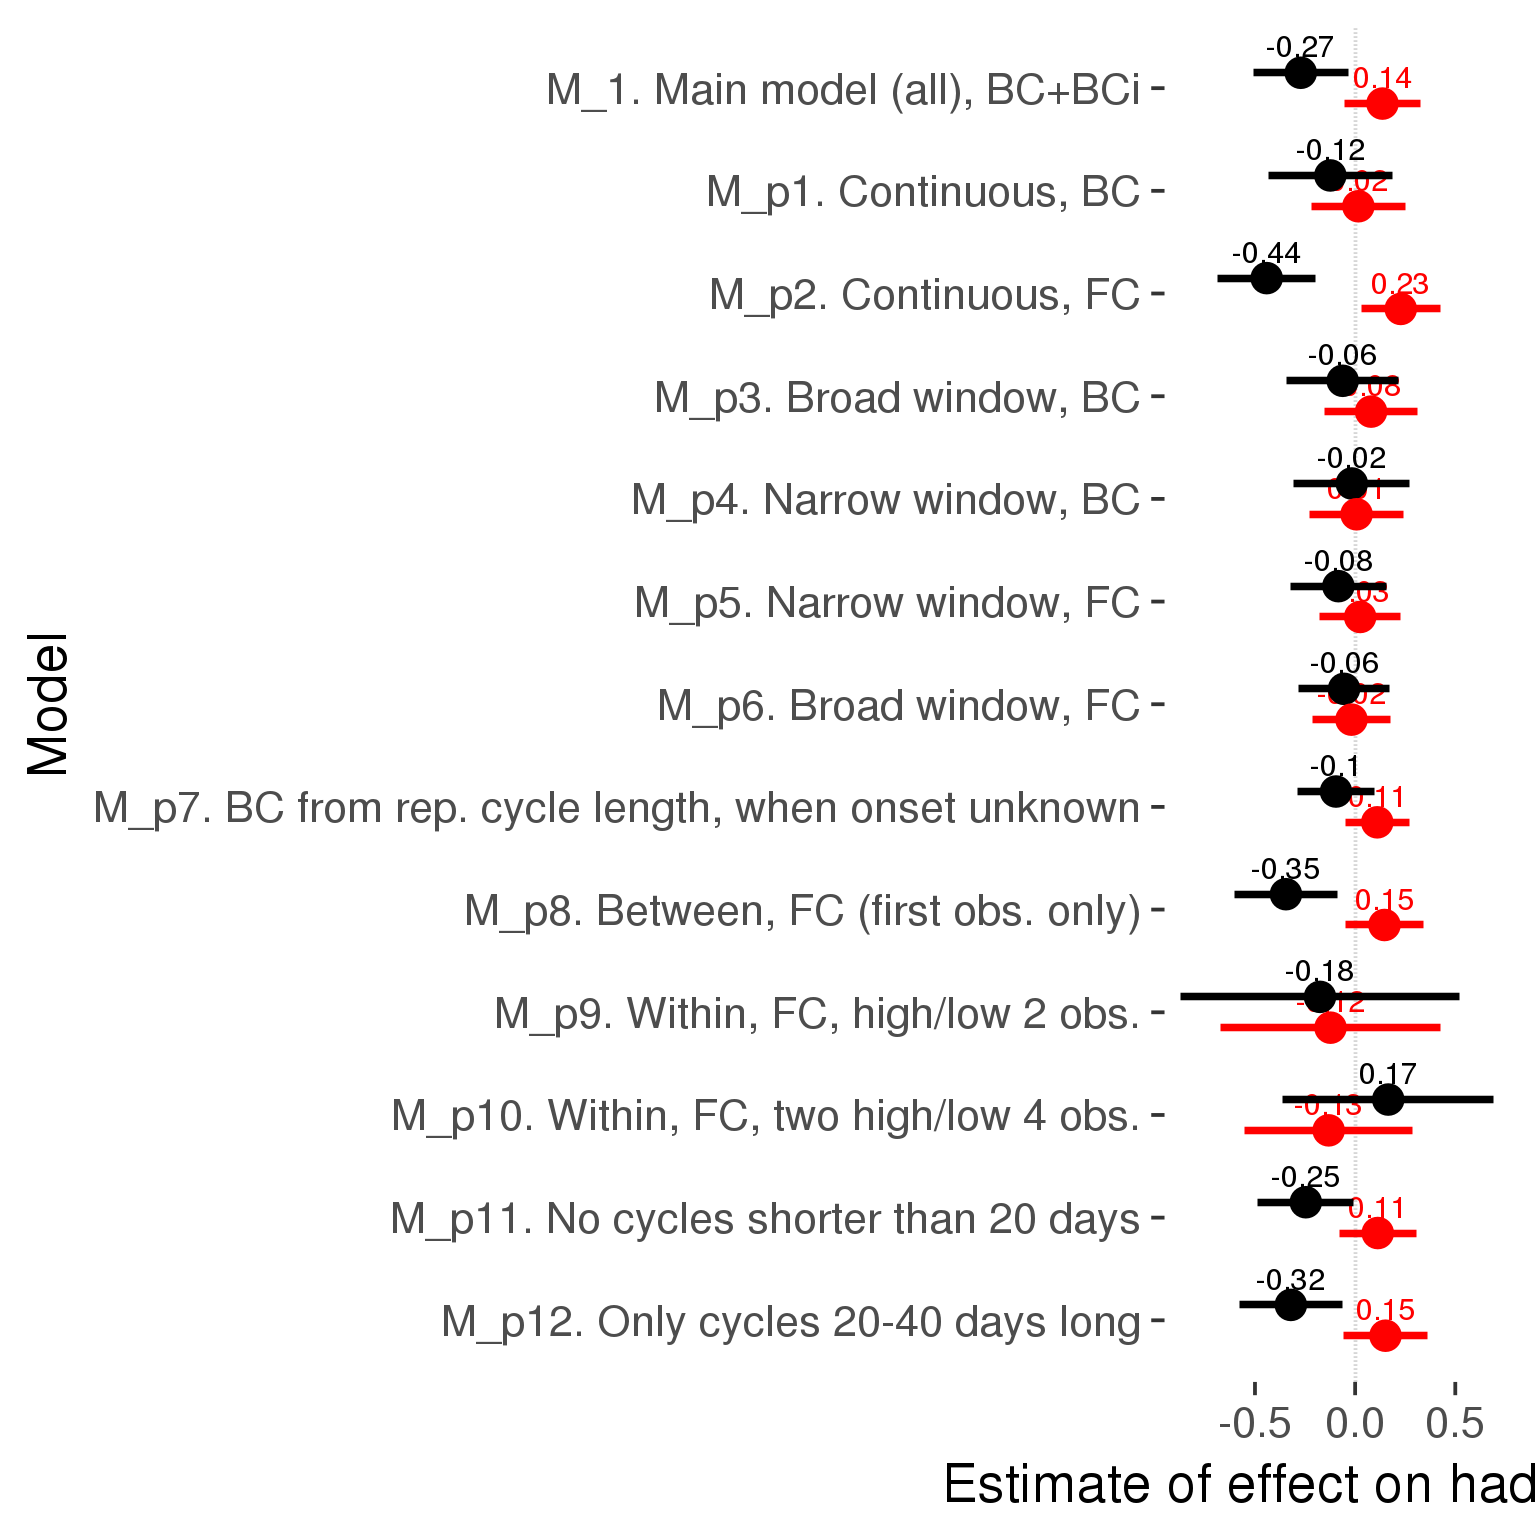 -0.27
M_1. Main model (all), BC+BCi
0.14
-0.12
M_p1. Continuous, BC
-0.44
M_p2. Continuous, FC
0.23
-0.06
M_p3. Broad window, BC
-0.02
M_p4. Narrow window, BC
-0.08
M_p5. Narrow window, FC
-0.06
M_p6. Broad window, FC
-0.1
M_p7. BC from rep. cycle length, when onset unknown
0.11
-0.35
M_p8. Between, FC (first obs. only)
0.15
-0.18
M_p9. Within, FC, high/low 2 obs.
0.17
M_p10. Within, FC, two high/low 4 obs.
-0.13
-0.25
M_p11. No cycles shorter than 20 days
0.11
-0.32
M_p12. Only cycles 20-40 days long
0.15
Model
-0.5 0.0 0.5
Estimate of effect on had